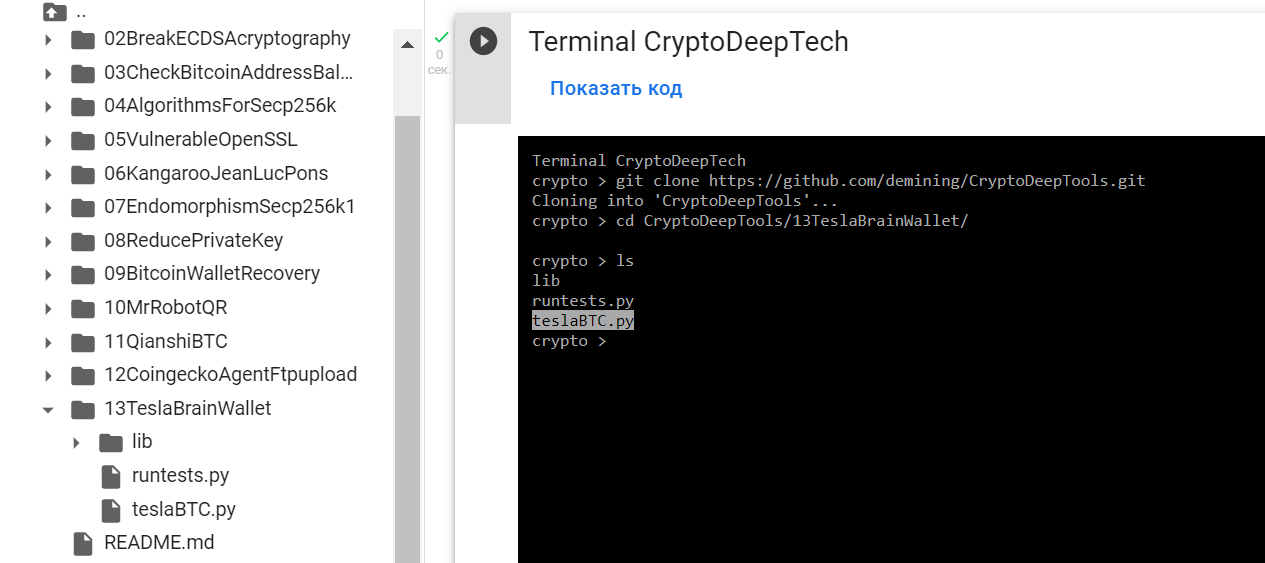 ..
02BreakECDSAcryptography
03CheckBitcoinAddressBal...
04AlgorithmsForSecp256k
05VulnerableOpenSSL
06KangarooJeanLucPons
07EndomorphismSecp256k1
08ReducePrivateKey
09BitcoinWalletRecovery
10MrRobotQR
11QianshiBTC
12CoingeckoAgentFtpupload
13TeslaBrainWallet
lib
runtests.py
teslaBTC.py
README.md
0
сек.
Terminal CryptoDeepTech
Показать код
Terminal CryptoDeepTech
crypto > git clone https://github.com/demining/CryptoDeepTools.git
Cloning into 'CryptoDeepTools'...
crypto > cd CryptoDeepTools/13TeslaBrainWallet/
crypto > ls
lib
runtests.py
teslaBTC.py
crypto >